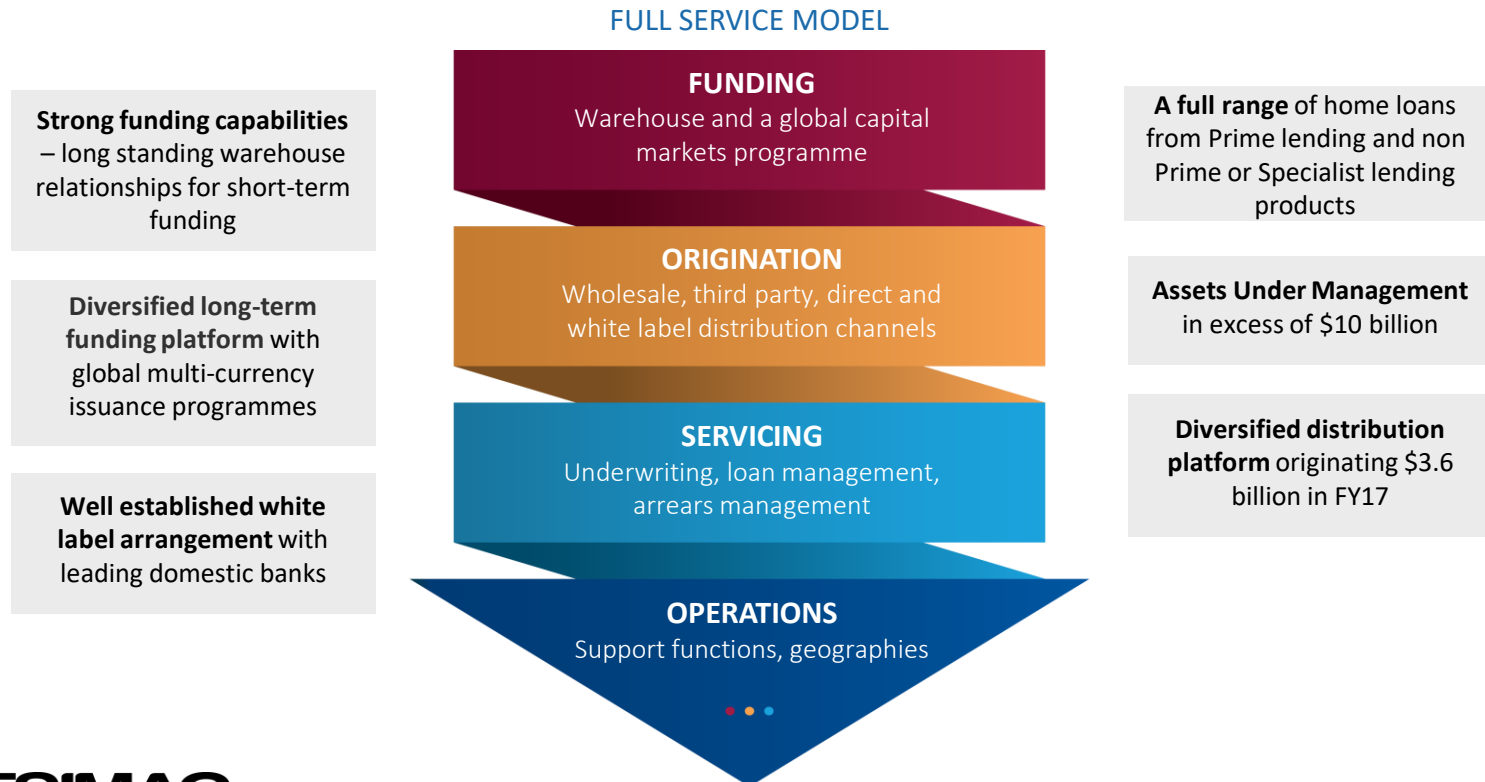 FULL SERVICE MODEL
Strong funding capabilities
– long standing warehouse
relationships for short-term
funding
Diversified long-term
funding platform with
global multi-currency
issuance programmes
Well established white
label arrangement with
leading domestic banks
FUNDING
Warehouse and a global capital
markets programme
ORIGINATION
Wholesale, third party, direct and
white label distribution channels
SERVICING
Underwriting, loan management,
arrears management
OPERATIONS
Support functions, geographies
A full range of home loans
from Prime lending and non
Prime or Specialist lending
products
Assets Under Management
in excess of $10 billion
Diversified distribution
platform originating $3.6
billion in FY17